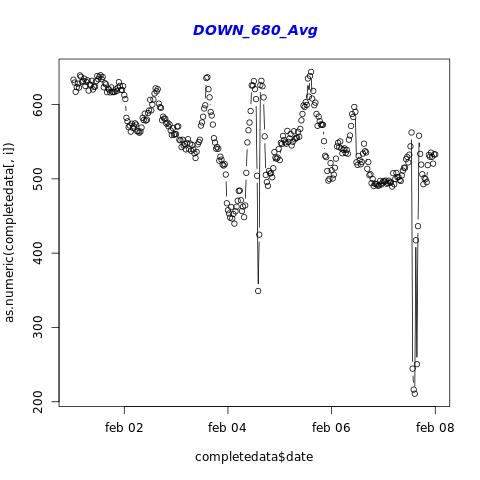 DOWN_680_Avg
as.numeric(completedata[, i])
600
500
400
300
200
feb 02
feb 04
feb 06
feb 08
completedata$date